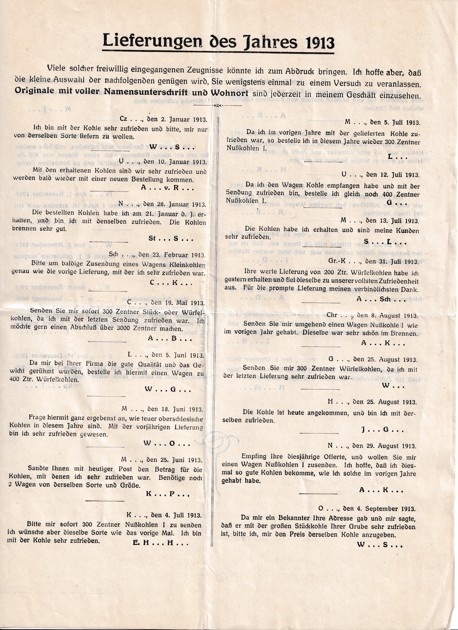 Lieferungen des Jahres 1913
Viele solcher freiwillig eingegangenen Zeugnisse könnte ich zum Abdruck bringen. Ich hoffe aber, daß
die kleine Auswahl der nachfolgenden genügen wird, Sie wenigstens einmal zu einem Versuch zu veranlassen.
Originale mit voller Namensunterschrift und Wohnort sind jederzeit in meinem Geschäft einzusehen.
Cz . . ., den 2. Januar 1913.
Ich bin mit der Kohle sehr zufrieden und bitte, mir nur
von derselben Sorte liefern zu wollen.
W . . . S . . .
U . . ., den 10. Januar 1913.
Mit den erhaltenen Kohlen sind wir sehr zufrieden und
werden bald wieder mit einer neuen Bestellung kommen.
A . . . v. R . . .
N . . ., den 28. Januar 1913.
Die bestellten Kohlen habe ich am 21. Januar d. J. er-
halten, und bin ich mit denselben zufrieden. Die Kohlen
brennen sehr gut.
St . . . S . . .
Sch . . ., den 23. Februar 1913.
Bitte um baldige Zusendung eines Wagens Kleinkohlen
genau wie die vorige Lieferung, mit der ich sehr zufrieden war.
C . . . K . . .
C . . ., den 19. Mai 1913.
Senden Sie mir sofort 300 Zentner Stück- oder Würfel-
kohlen, da ich mit der letzten Sendung zufrieden war. Ich
möchte gern einen Abschluß über 3000 Zentner machen.
A . . . B . . .
L . . ., den 5. Juni 1913.
Da mir bei Ihrer Firma die gute Qualität und das Ge-
wicht gerühmt wurden, bestelle ich hiermit einen Wagen zu
400 Ztr. Würfelkohlen.
W . . . G . . .
M . . ., den 18. Juni 1913.
Frage hiermit ganz ergebenst an, wie teuer oberschlesische
Kohlen in diesem Jahre sind. Mit der vorjährigen Lieferung
bin ich sehr zufrieden gewesen.
W . . . O . . .
M . . ., den 25. Juni 1913.
Sandte Ihnen mit heutiger Post den Betrag für die
Kohlen, mit denen ich sehr zufrieden war. Benötige noch
2 Wagen von derselben Sorte und Größe.
K . . . P . . .
K . . ., den 4. Juli 1913.
Bitte mir sofort 300 Zentner Nußkohlen I zu senden
Ich wünsche aber dieselbe Sorte wie das vorige Mal. Ich bin
mit der Kohle sehr zufrieden.
E. H . . . H . . .
M . . ., den 5. Juli 1913.
Da ich im vorigen Jahre mit der gelieferten Kohle zu-
frieden war, so bestelle ich in diesem Jahre wieder 300 Zentner
Nußkohlen I.
L . . .
U . . ., den 12. Juli 1913.
Da ich den Wagen Kohle empfangen habe und mit der
Sendung zufrieden bin, bestelle ich gleich noch 400 Zentner
Nußkohlen I.
G . . .
M . . ., den 13. Juli 1913.
Die Kohlen habe ich erhalten und sind meine Kunden
sehr zufrieden.
S . . . L . . .
Gr.-K . . ., den 31. Juli 1913.
Ihre werte Lieferung von 200 Ztr. Würfelkohlen habe ich
gestern erhalten und fiel dieselbe zu unserer vollsten Zufriedenheit
aus. Für die prompte Lieferung meinen verbindlichsten Dank.
A . . . Sch . . .
Chr . . ., den 8. August 1913.
Senden Sie mir umgehend einen Wagen Nußkohle I wie
im vorigen Jahr gehabt. Dieselbe war sehr schön im Brennen.
A . . . K . . .
G . . ., den 25. August 1913.
Senden Sie mir 300 Zentner Würfelkohlen, da ich mit
der letzten Lieferung sehr zufrieden war.
W . . .
H . . ., den 25. August 1913.
Die Kohle ist heute angekommen, und bin ich mit der-
selben zufrieden.
J . . . G . . .
N . . ., den 29. August 1913.
Empfing Ihre diesjährige Offerte, und wollen Sie mir
einen Wagen Nußkohlen I zusenden. Ich hoffe, daß ich dies-
mal so gute Kohlen bekomme, wie ich solche im vorigen Jahr
gehabt habe.
A . . . K . . .
O . . ., den 4. September 1913.
Da mir ein Bekannter Ihre Adresse gab und mir sagte,
daß er mit der großen Stückkohle Ihrer Grube sehr zufrieden
ist, bitte ich, mir den Preis derselben Kohle anzugeben.
W . . . S . . .